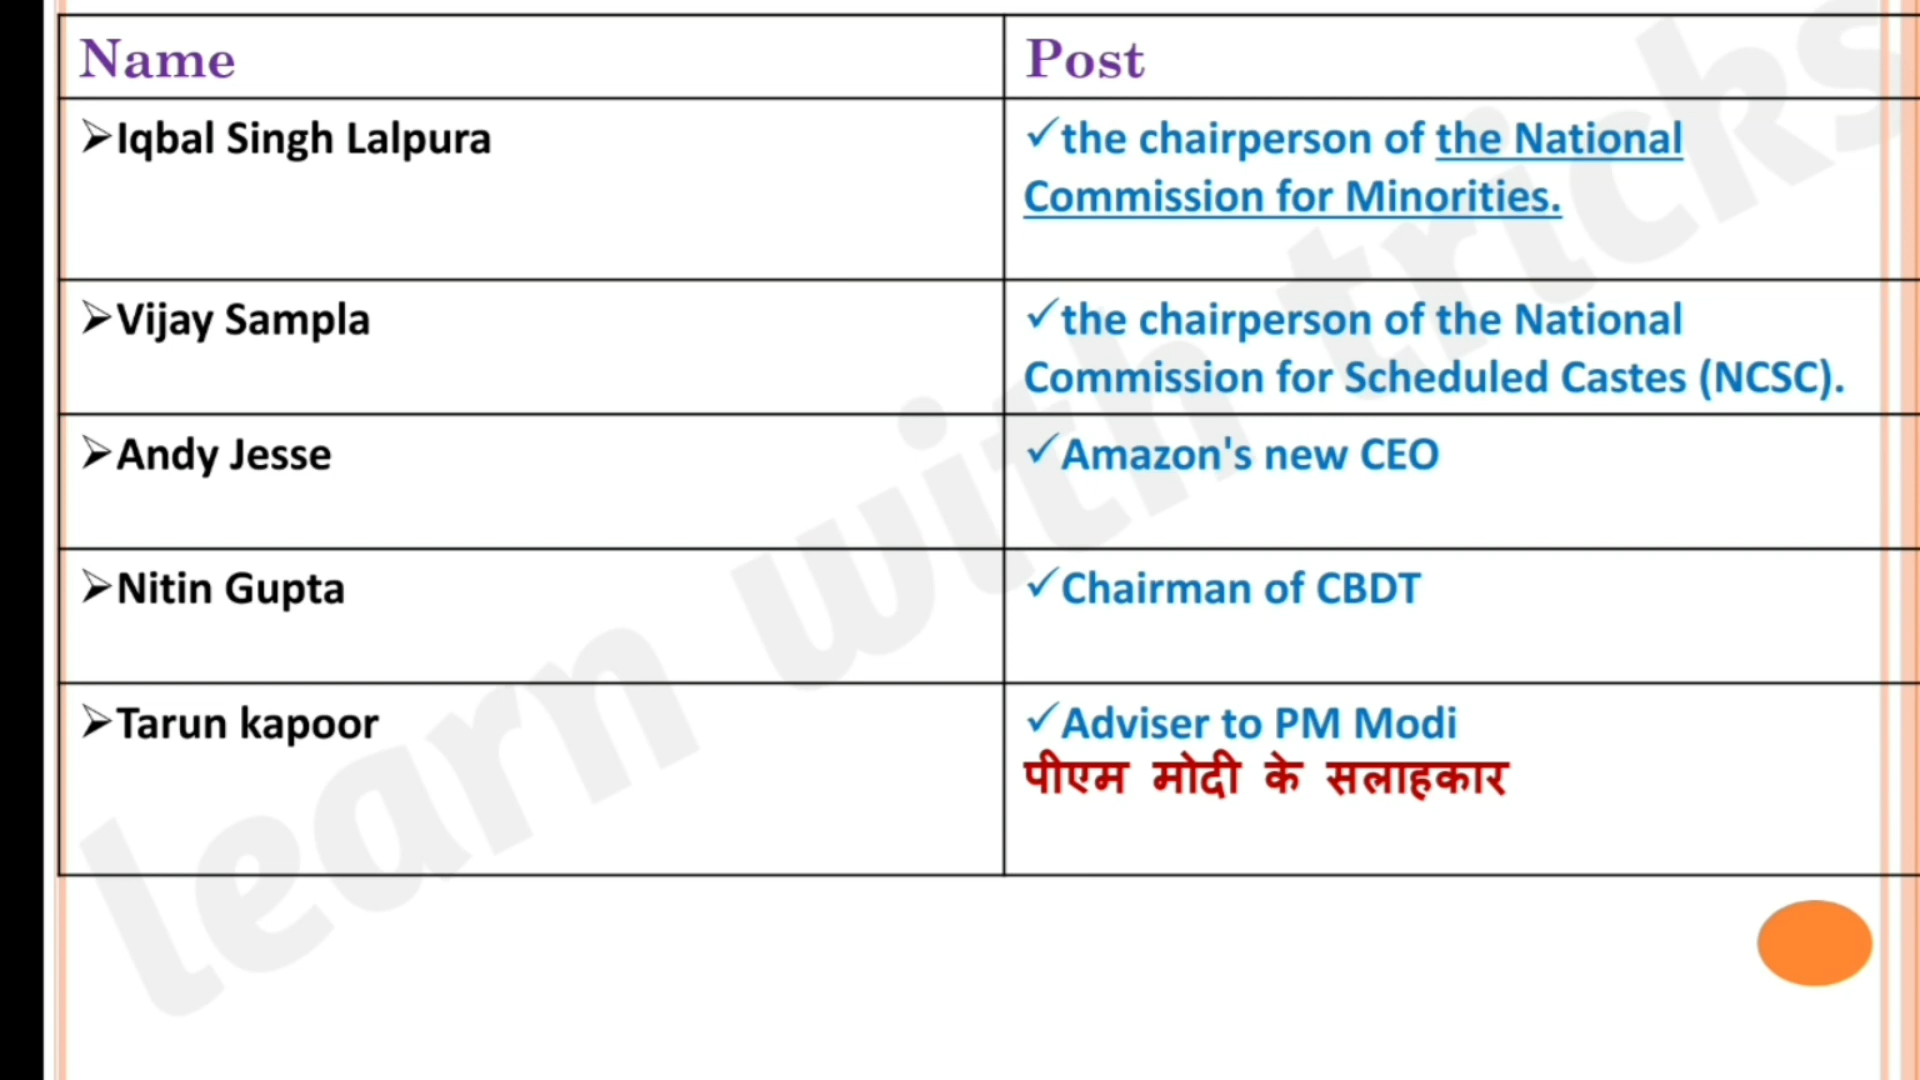 Name
Post
➢Iqbal Singh Lalpura
✓the chairperson of the National
Commission for Minorities.
➢Vijay Sampla
✓the chairperson of the National
Commission for Scheduled Castes (NCSC).
➢Andy Jesse
✓Amazon's new CEO
➢Nitin Gupta
✓Chairman of CBDT
➢Tarun kapoor
✓Adviser to PM Modi
पीएम मोदी के सलाहकार
learn with tricks